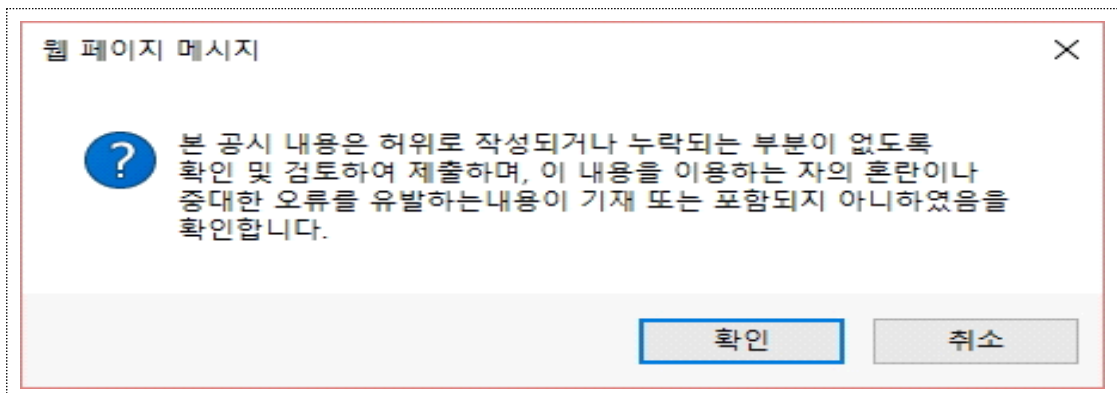 웹 페이지 메시지
본 공시 내용은 허위로 작성되거나 누락되는 부분이 없도록
확인 및 검토하여 제출하며, 이 내용을 이용하는 자의 혼란이나
중대한 오류를 유발하는내용이 기재 또는 포함되지 아니하였음을
확인합니다.
확인
취소